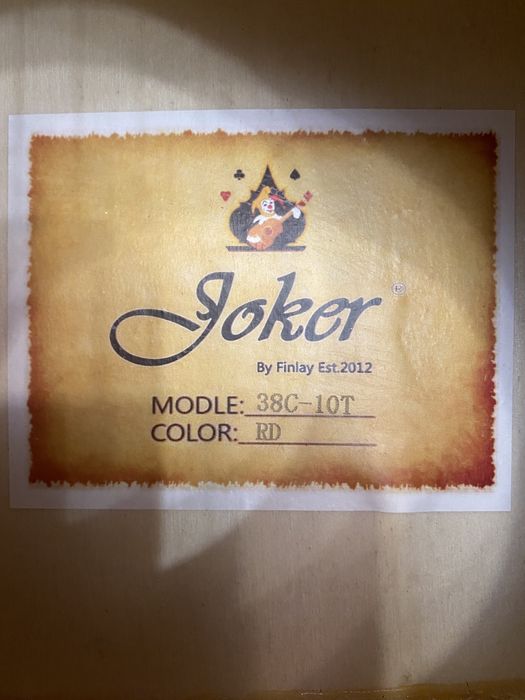 Joker ®
By Finlay Est.2012
MODLE: 38C-10T
COLOR: RD